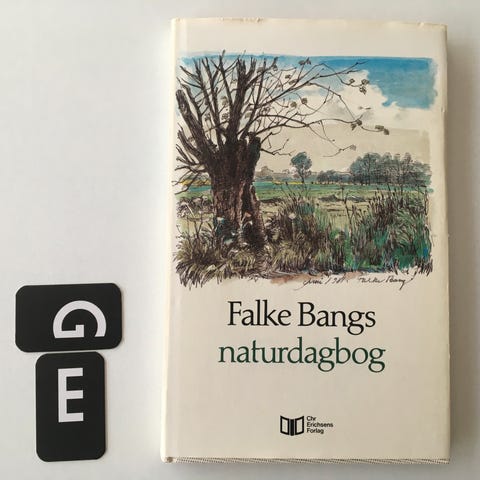 Falke Bangs
naturdagbog
Chr
Erichsens
Forlag
G
E